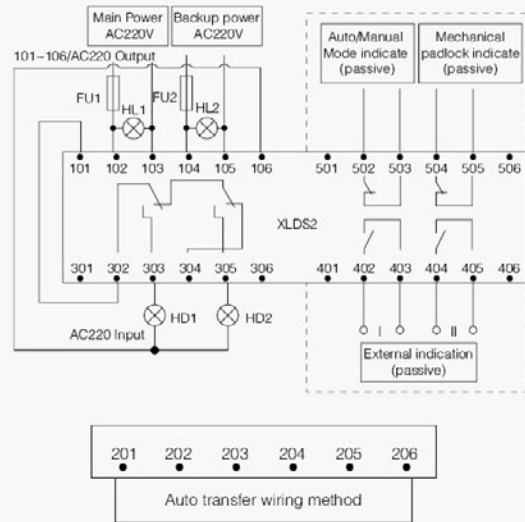 Main Power
AC220V
Backup power
AC220V
Auto/Manual
Mode indicate
(passive)
Mechanical
padlock indicate
(passive)
101~106/AC220 Output
FU1
HL1
FU2
HL2
101 102 103 104 105 106
501 502 503 504 505 506
XLDS2
301 302 303 304 305 306
401 402 403 404 405 406
HD1
HD2
AC220 Input
I
II
External indication
(passive)
201 202 203 204 205 206
Auto transfer wiring method